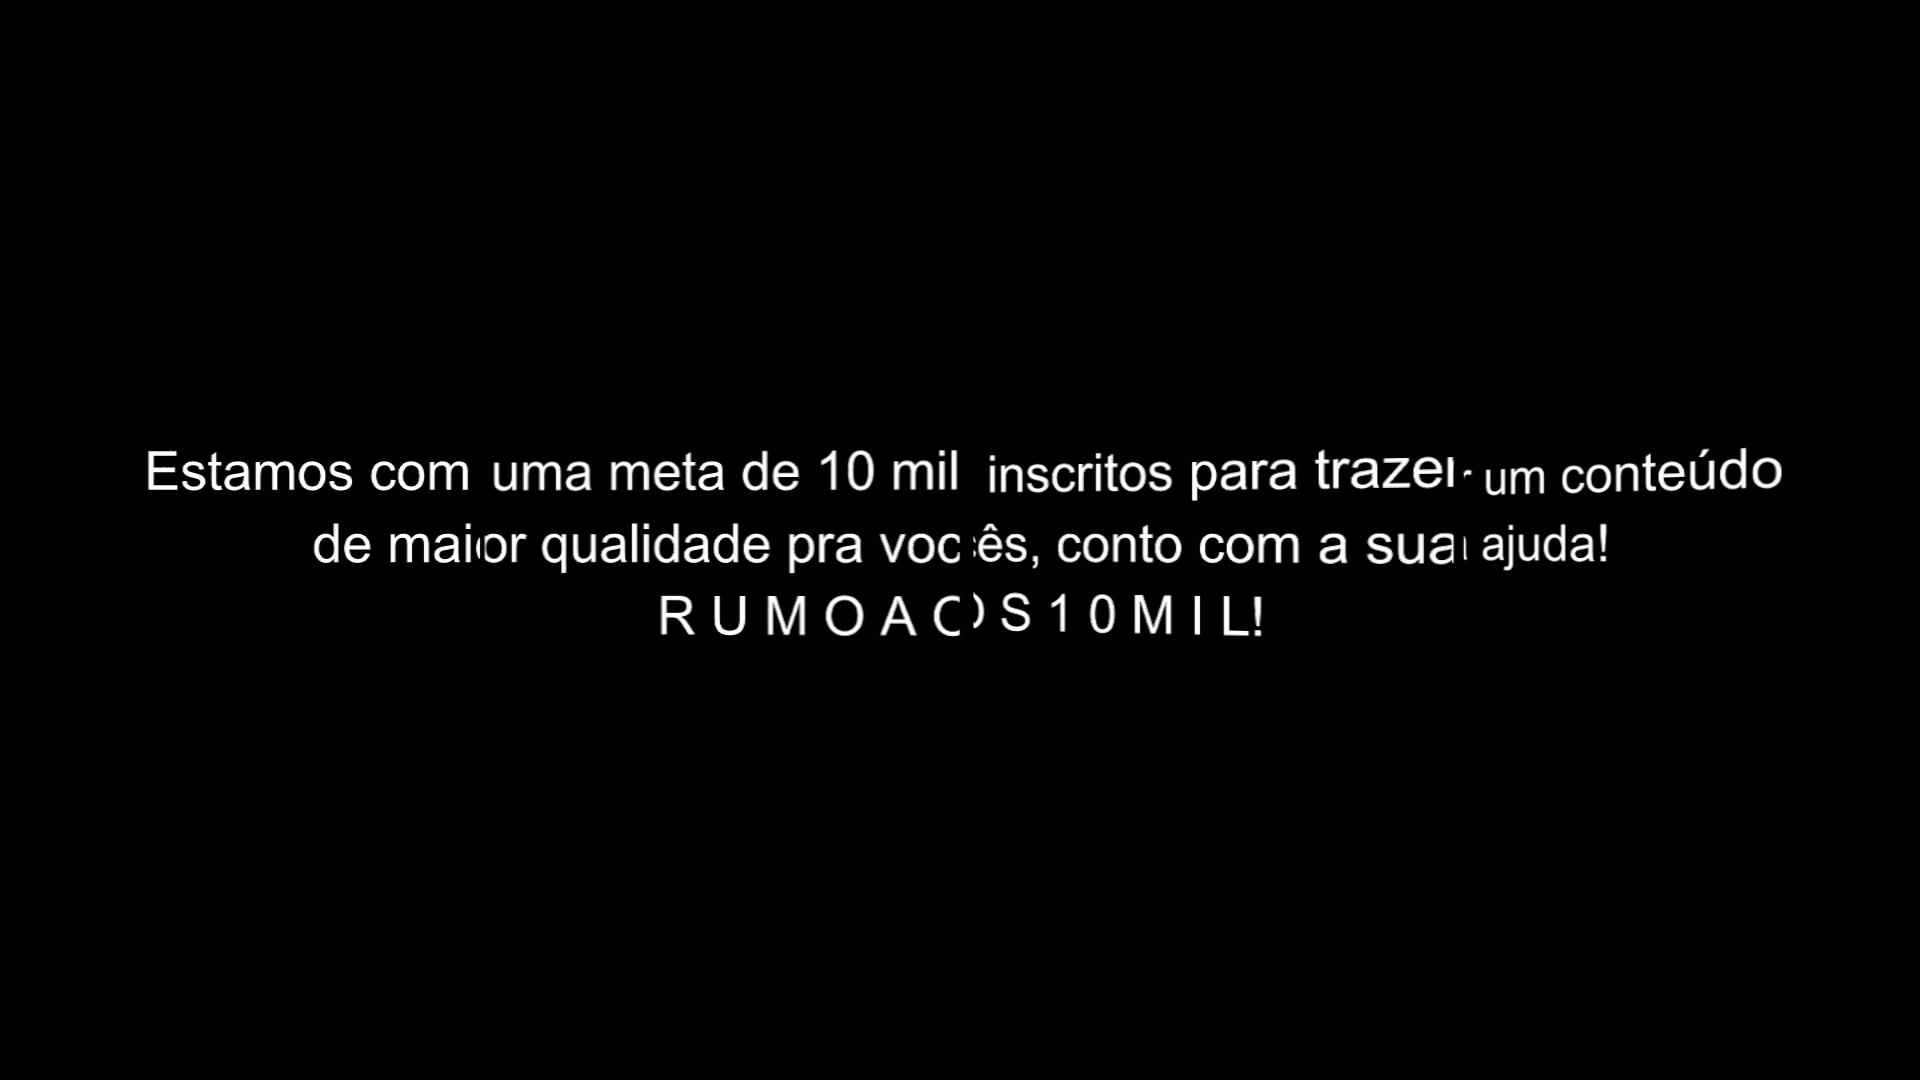 Estamos com uma meta de 10 mil inscritos para trazer um conteúdo
de maior qualidade pra vocês, conto com a sua ajuda!
R U M O A O S 1 0 M I L!